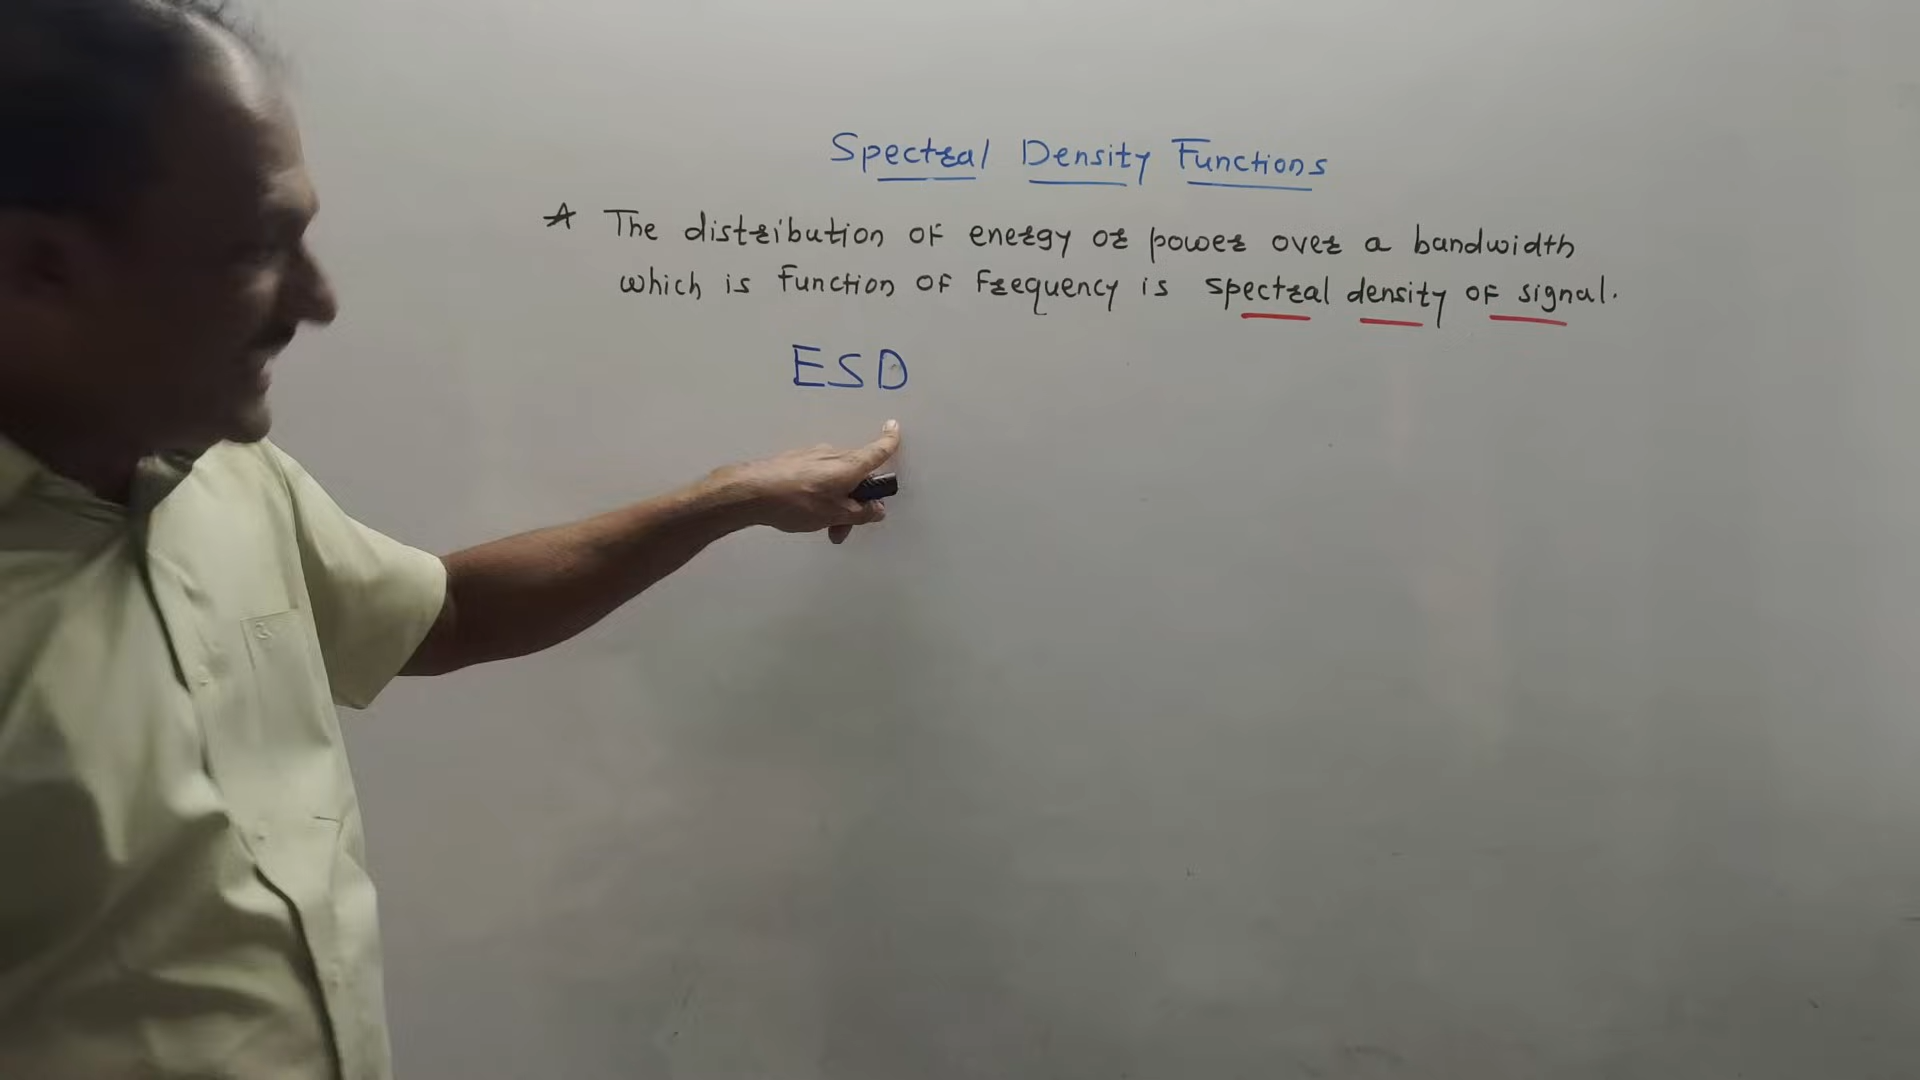 Spectral Density Functions
* The distribution of energy or power over a bandwidth
which is function of frequency is spectral density of signal.
ESD